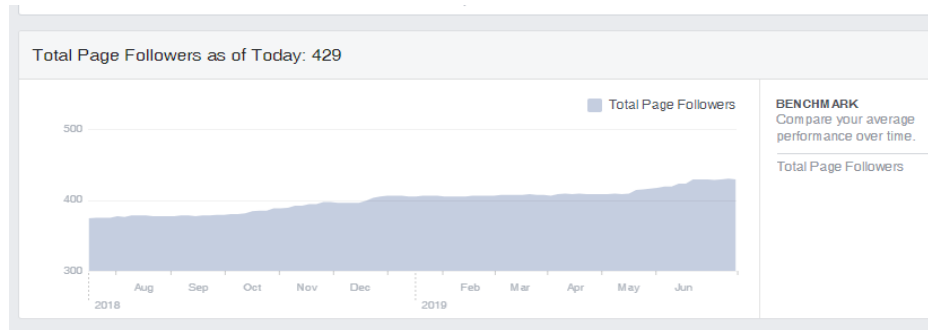 Total Page Followers as of Today: 429
Total Page Followers
BENCHMARK
Compare your average
performance over time.
Total Page Followers
500
400
300
Aug Sep Oct Nov Dec Feb Mar Apr May Jun
2018 2019